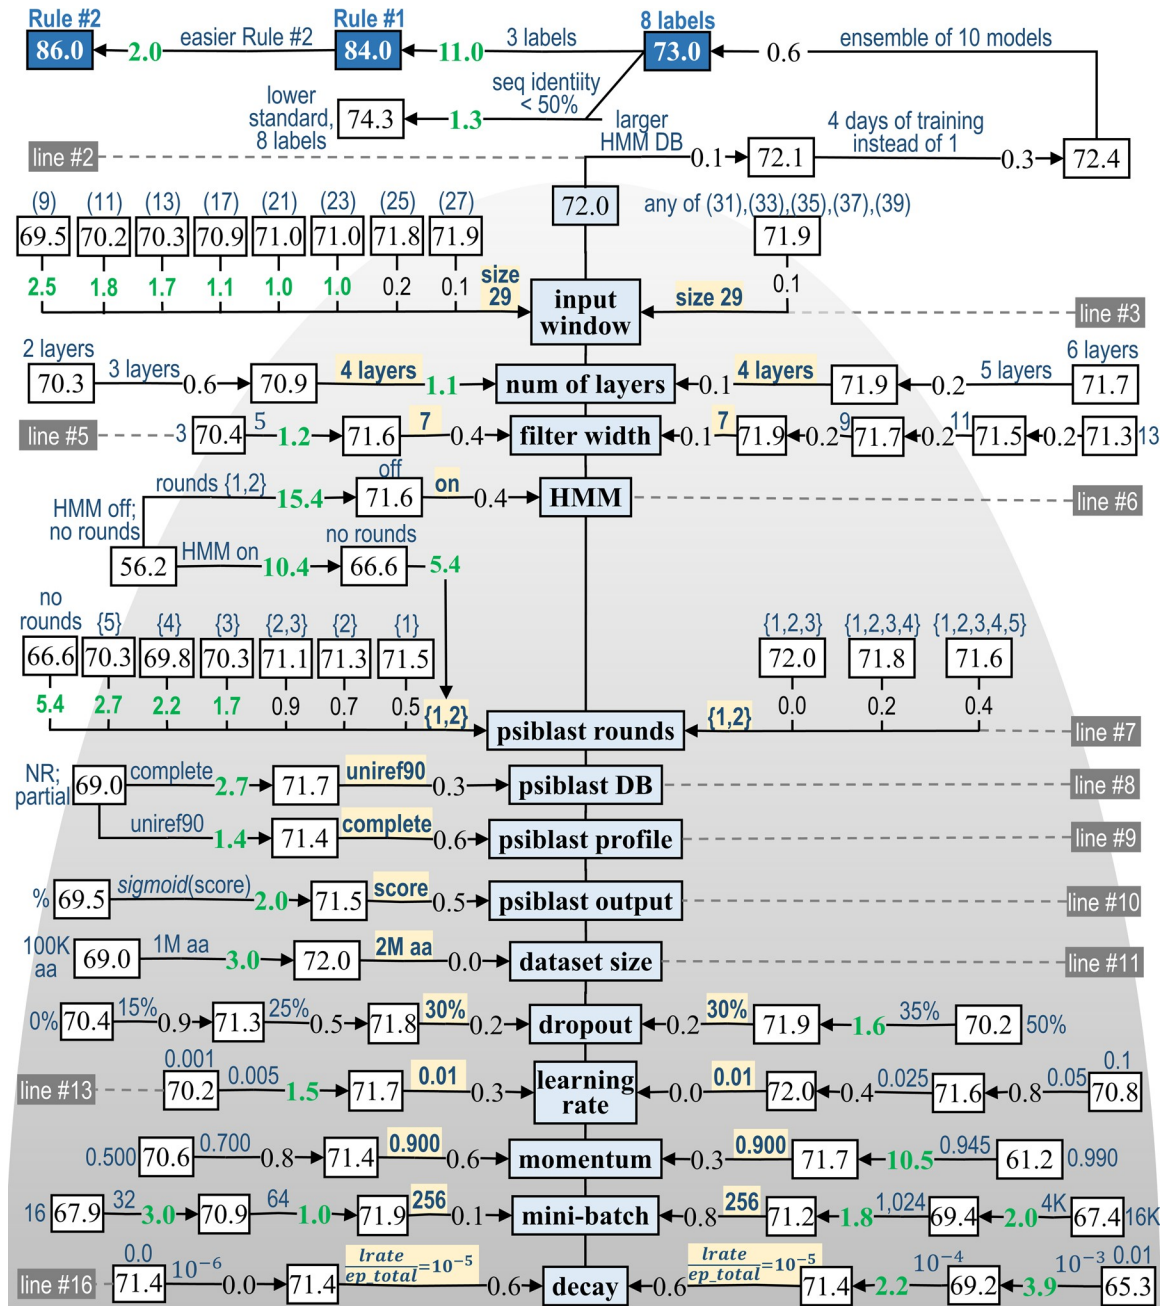 Rule #2
Rule #1
8 labels
86.0 2.0 easier Rule #2 84.0 11.0 3 labels 73.0 0.6 ensemble of 10 models
seq identiity
< 50%
lower
standard,
8 labels
74.3 1.3
larger
HMM DB
4 days of training
instead of 1
line #2 0.1 72.1 0.3 72.4
72.0
(9) (11) (13) (17) (21) (23) (25) (27) any of (31),(33),(35),(37),(39)
69.5 70.2 70.3 70.9 71.0 71.0 71.8 71.9 71.9
2.5 1.8 1.7 1.1 1.0 1.0 0.2 0.1 size
29
0.1
input
window
size 29 line #3
2 layers 6 layers
70.3 3 layers 0.6 70.9 4 layers 1.1 num of layers 0.1 4 layers 71.9 0.2 5 layers 71.7
line #5 3 70.4 5 1.2 71.6 7 0.4 filter width 0.1 7 71.9 0.2 9 71.7 0.2 11 71.5 0.2 71.3 13
off
rounds {1,2} 15.4 71.6 on 0.4 HMM line #6
HMM off;
no rounds
no rounds
56.2 HMM on 10.4 66.6 5.4
no
rounds
{5} {4} {3} {2,3} {2} {1} {1,2,3} {1,2,3,4} {1,2,3,4,5}
66.6 70.3 69.8 70.3 71.1 71.3 71.5 72.0 71.8 71.6
5.4 2.7 2.2 1.7 0.9 0.7 0.5 {1,2} {1,2} 0.0 0.2 0.4
psiblast rounds line #7
NR;
partial
69.0 complete 2.7 71.7 uniref90 0.3 psiblast DB line #8
uniref90 1.4 71.4 complete 0.6 psiblast profile line #9
% 69.5 sigmoid(score) 2.0 71.5 score 0.5 psiblast output line #10
100K
aa
69.0 1M aa 3.0 72.0 2M aa 0.0 dataset size line #11
0% 70.4 15% 0.9 71.3 25% 0.5 71.8 30% 0.2 dropout 0.2 30% 71.9 1.6 35% 70.2 50%
0.001 0.1
line #13 70.2 0.005 1.5 71.7 0.01 0.3 learning
rate
0.0 0.01 72.0 0.4 0.025 71.6 0.8 0.05 70.8
0.500 70.6 0.700 0.8 71.4 0.900 0.6 momentum 0.3 0.900 71.7 10.5 0.945 61.2 0.990
16 67.9 32 3.0 70.9 64 1.0 71.9 256 0.1 mini-batch 0.8 256 71.2 1.8 1,024 69.4 2.0 4K 67.4 16K
0.0 0.01
line #16 71.4 10⁻⁶ 0.0 71.4 lrate/ep_total=10⁻⁵ 0.6 decay 0.6 lrate/ep_total=10⁻⁵ 71.4 2.2 10⁻⁴ 69.2 3.9 10⁻³ 65.3